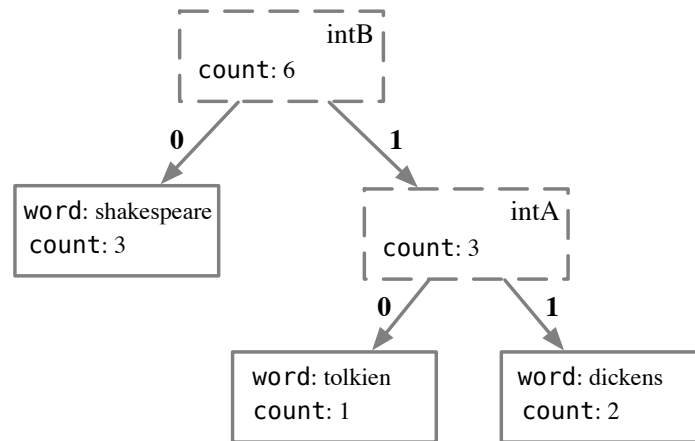 intB
count: 6
0
1
word: shakespeare
count: 3
intA
count: 3
0
1
word: tolkien
count: 1
word: dickens
count: 2